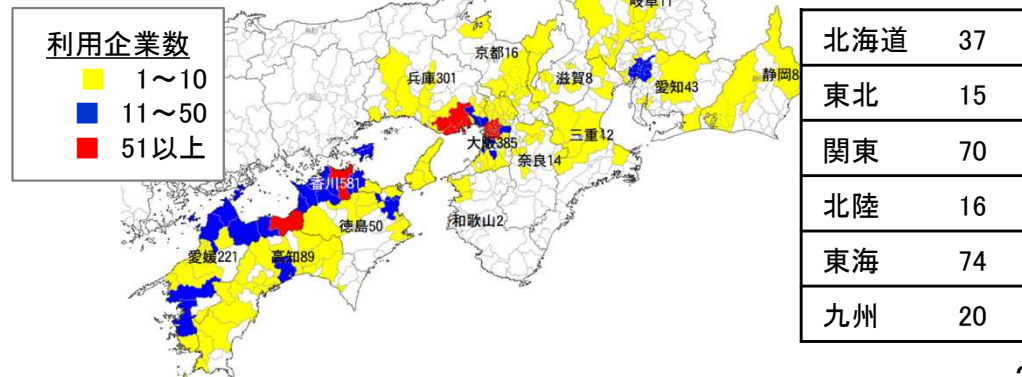 利用企業数
1～10
11～50
51以上
岐阜11
京都16
兵庫301
滋賀8
愛知43
静岡8
大阪385
三重12
奈良14
香川581
徳島50
和歌山2
愛媛221
高知89
北海道 37
東北 15
関東 70
北陸 16
東海 74
九州 20